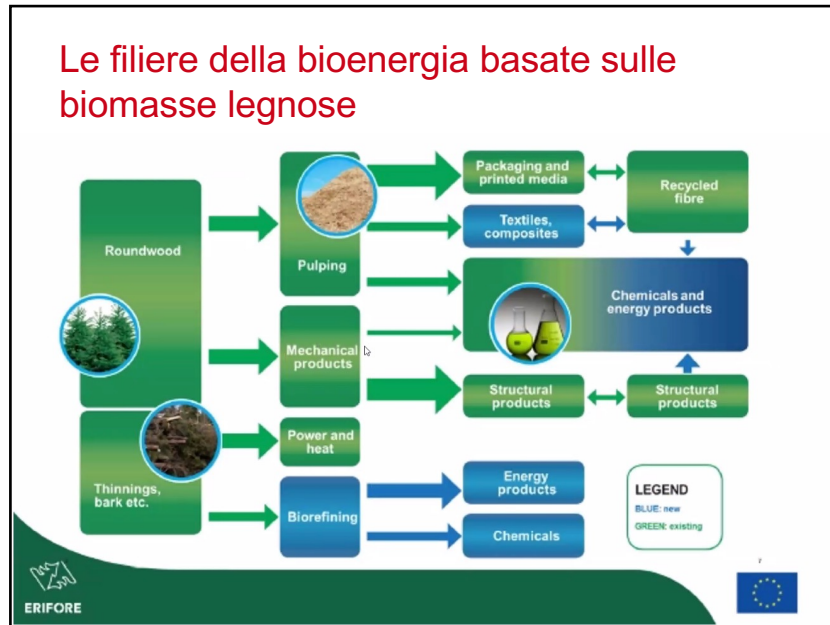 Le filiere della bioenergia basate sulle
biomasse legnose
Roundwood
Thinnings,
bark etc.
Pulping
Mechanical
products
Power and
heat
Biorefining
Packaging and
printed media
Textiles,
composites
Recycled
fibre
Chemicals and
energy products
Structural
products
Structural
products
Energy
products
Chemicals
LEGEND
BLUE: new
GREEN: existing
ERIFORE